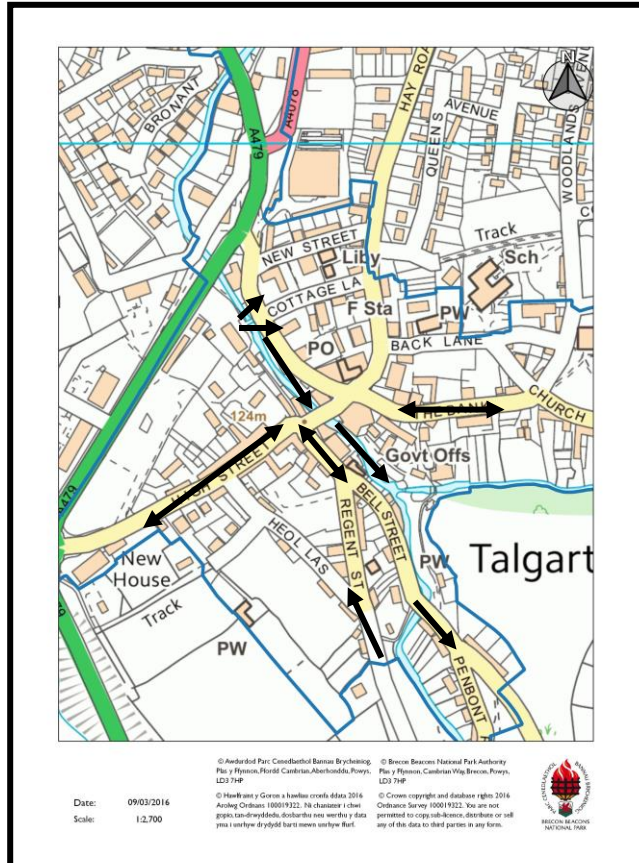 N
BRONANT
A479
A4078
HAY ROA
QUEENS
AVENUE
WOODLANDS AVENUE
Track
Sch
NEW STREET
Liby
COTTAGE LA
F Sta
PW
BACK LANE
PO
124m
THE BANK
CHURCH
HIGH STREET
Govt Offs
A479
HEOL LAS
REGENT ST
BELL STREET
PW
Talgart
New
House
Track
PW
PENBONT
© Awdurdod Parc Cenedlaethol Bannau Brycheiniog,
Plas y Ffynnon, Ffordd Cambrian, Aberhonddu, Powys,
LD3 7HP
© Hawlfraint y Goron a hawliau cronfa ddata 2016
Arolwg Ordnans 100019322. Ni chaniateir i chwi
gopïo, tan-drwyddedu, dosbarthu neu werthu y data
yma i unrhyw drydydd barti mewn unrhyw ffurf.
© Brecon Beacons National Park Authority
Plas y Ffynnon, Cambrian Way, Brecon, Powys,
LD3 7HP
© Crown copyright and database rights 2016
Ordnance Survey 100019322. You are not
permitted to copy, sub-licence, distribute or sell
any of this data to third parties in any form.
Date: 09/03/2016
Scale: 1:2,700
PARC CENEDLAETHOL BANNAU BRYCHEINIOG
BRECON BEACONS
NATIONAL PARK